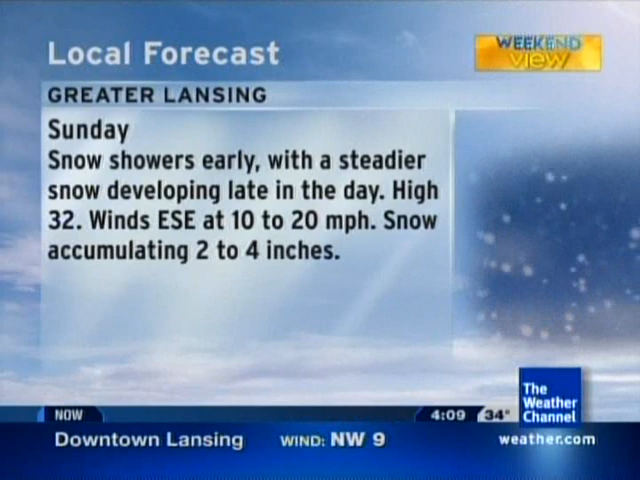 Local Forecast
WEEKEND
view
GREATER LANSING
Sunday
Snow showers early, with a steadier
snow developing late in the day. High
32. Winds ESE at 10 to 20 mph. Snow
accumulating 2 to 4 inches.
The
Weather
Channel
NOW
4:09 34°
Downtown Lansing WIND: NW 9
weather.com